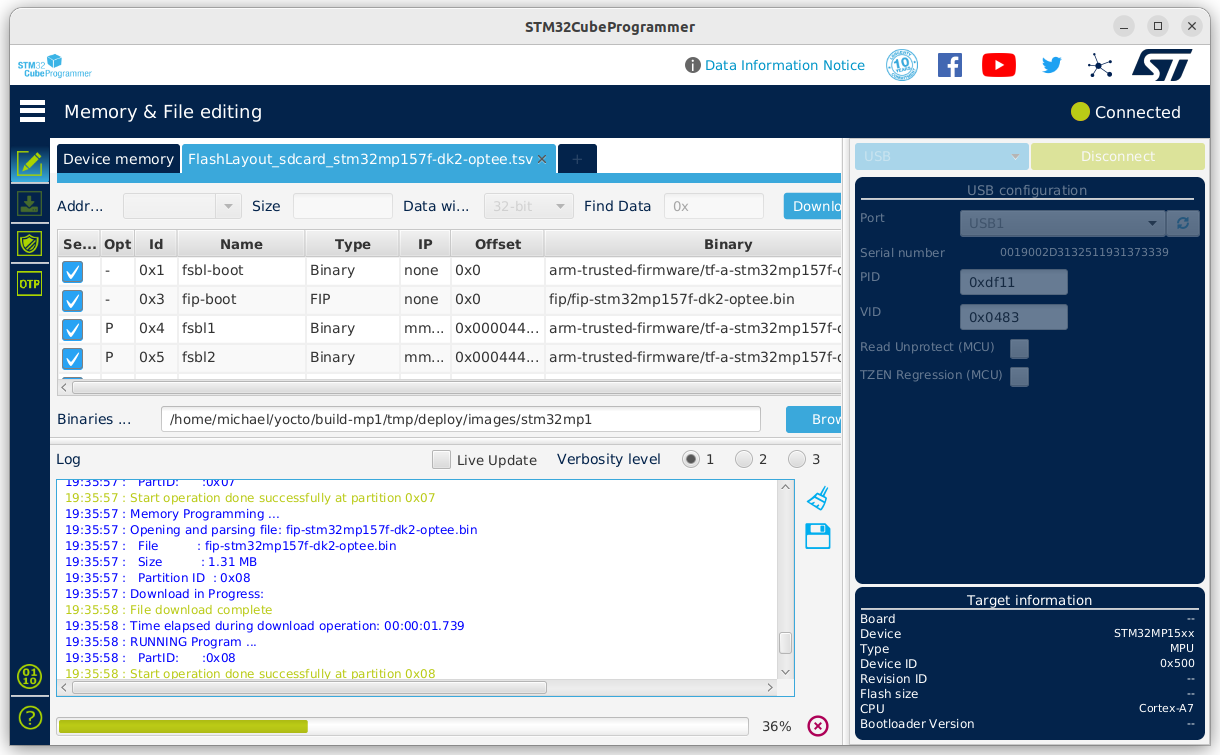 STM32CubeProgrammer
STM32
CubeProgrammer
Data Information Notice
10
Memory & File editing
Connected
Device memory
FlashLayout_sdcard_stm32mp157f-dk2-optee.tsv
+
USB
Disconnect
Addr...
Size
Data wi...
32-bit
Find Data
0x
Downlo
Se... Opt Id Name Type IP Offset Binary
- 0x1 fsbl-boot Binary none 0x0 arm-trusted-firmware/tf-a-stm32mp157f-d
- 0x3 fip-boot FIP none 0x0 fip/fip-stm32mp157f-dk2-optee.bin
P 0x4 fsbl1 Binary mm... 0x000044... arm-trusted-firmware/tf-a-stm32mp157f-d
P 0x5 fsbl2 Binary mm... 0x000444... arm-trusted-firmware/tf-a-stm32mp157f-d
Binaries ...
/home/michael/yocto/build-mp1/tmp/deploy/images/stm32mp1
Brow
Log
Live Update
Verbosity level
1
2
3
19:35:57 : PartID: :0x07
19:35:57 : Start operation done successfully at partition 0x07
19:35:57 : Memory Programming ...
19:35:57 : Opening and parsing file: fip-stm32mp157f-dk2-optee.bin
19:35:57 : File : fip-stm32mp157f-dk2-optee.bin
19:35:57 : Size : 1.31 MB
19:35:57 : Partition ID : 0x08
19:35:57 : Download in Progress:
19:35:58 : File download complete
19:35:58 : Time elapsed during download operation: 00:00:01.739
19:35:58 : RUNNING Program ...
19:35:58 : PartID: :0x08
19:35:58 : Start operation done successfully at partition 0x08
36%
OTP
01
10
?
USB configuration
Port
USB1
Serial number
0019002D3132511931373339
PID
0xdf11
VID
0x0483
Read Unprotect (MCU)
TZEN Regression (MCU)
Target information
Board --
Device STM32MP15xx
Type MPU
Device ID 0x500
Revision ID --
Flash size --
CPU Cortex-A7
Bootloader Version --